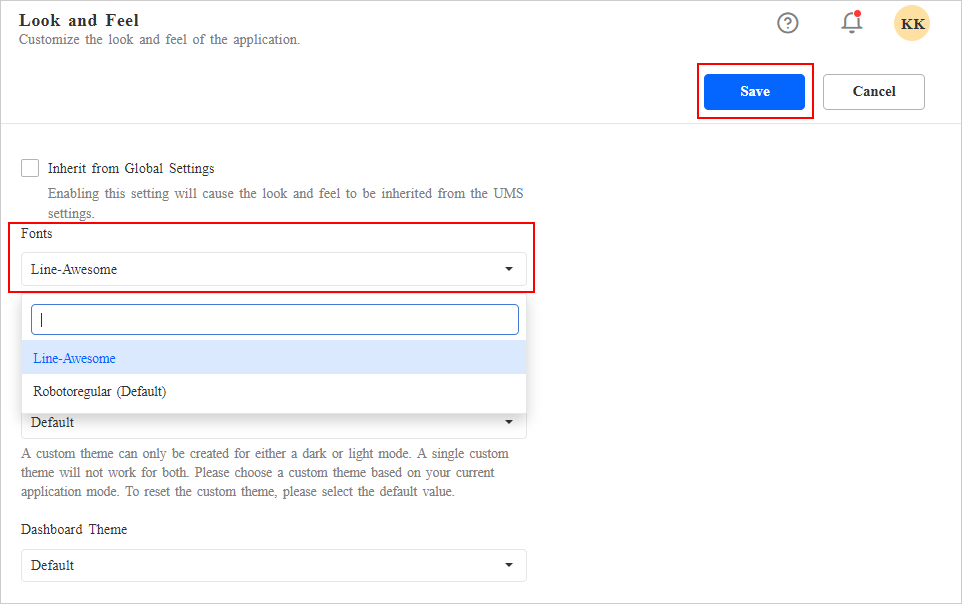 Look and Feel
Customize the look and feel of the application.
KK
Save
Cancel
Inherit from Global Settings
Enabling this setting will cause the look and feel to be inherited from the UMS
settings.
Fonts
Line-Awesome
Line-Awesome
Robotoregular (Default)
Default
A custom theme can only be created for either a dark or light mode. A single custom
theme will not work for both. Please choose a custom theme based on your current
application mode. To reset the custom theme, please select the default value.
Dashboard Theme
Default